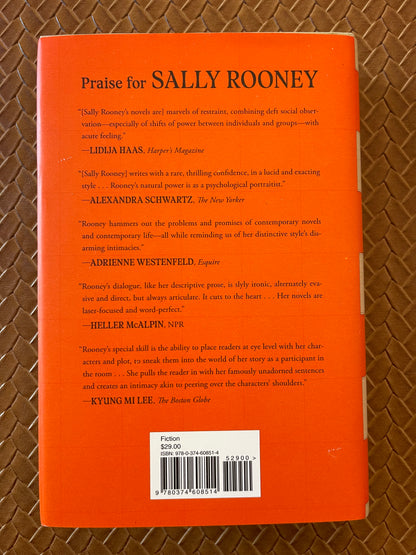 Praise for SALLY ROONEY
“[Sally Rooney’s novels are] marvels of restraint, combining deft social obser-
vation—especially of shifts of power between individuals and groups—with
acute feeling.”
—LIDIJA HAAS, Harper’s Magazine
“[Sally Rooney] writes with a rare, thrilling confidence, in a lucid and exacting
style . . . Rooney’s natural power is as a psychological portraitist.”
—ALEXANDRA SCHWARTZ, The New Yorker
“Rooney hammers out the problems and promises of contemporary novels
and contemporary life—all while reminding us of her distinctive style’s dis-
arming intimacies.”
—ADRIENNE WESTENFELD, Esquire
“Rooney’s dialogue, like her descriptive prose, is slyly ironic, alternately eva-
sive and direct, but always articulate. It cuts to the heart . . . Her novels are
laser-focused and word-perfect.”
—HELLER McALPIN, NPR
“Rooney’s special skill is the ability to place readers at eye level with her char-
acters and plot, to sneak them into the world of her story as a participant in
the room . . . She pulls the reader in with her famously unadorned sentences
and creates an intimacy akin to peering over the characters’ shoulders.”
—KYUNG MI LEE, The Boston Globe
Fiction
$29.00
ISBN: 978-0-374-60851-4
52900>
9 780374 608514